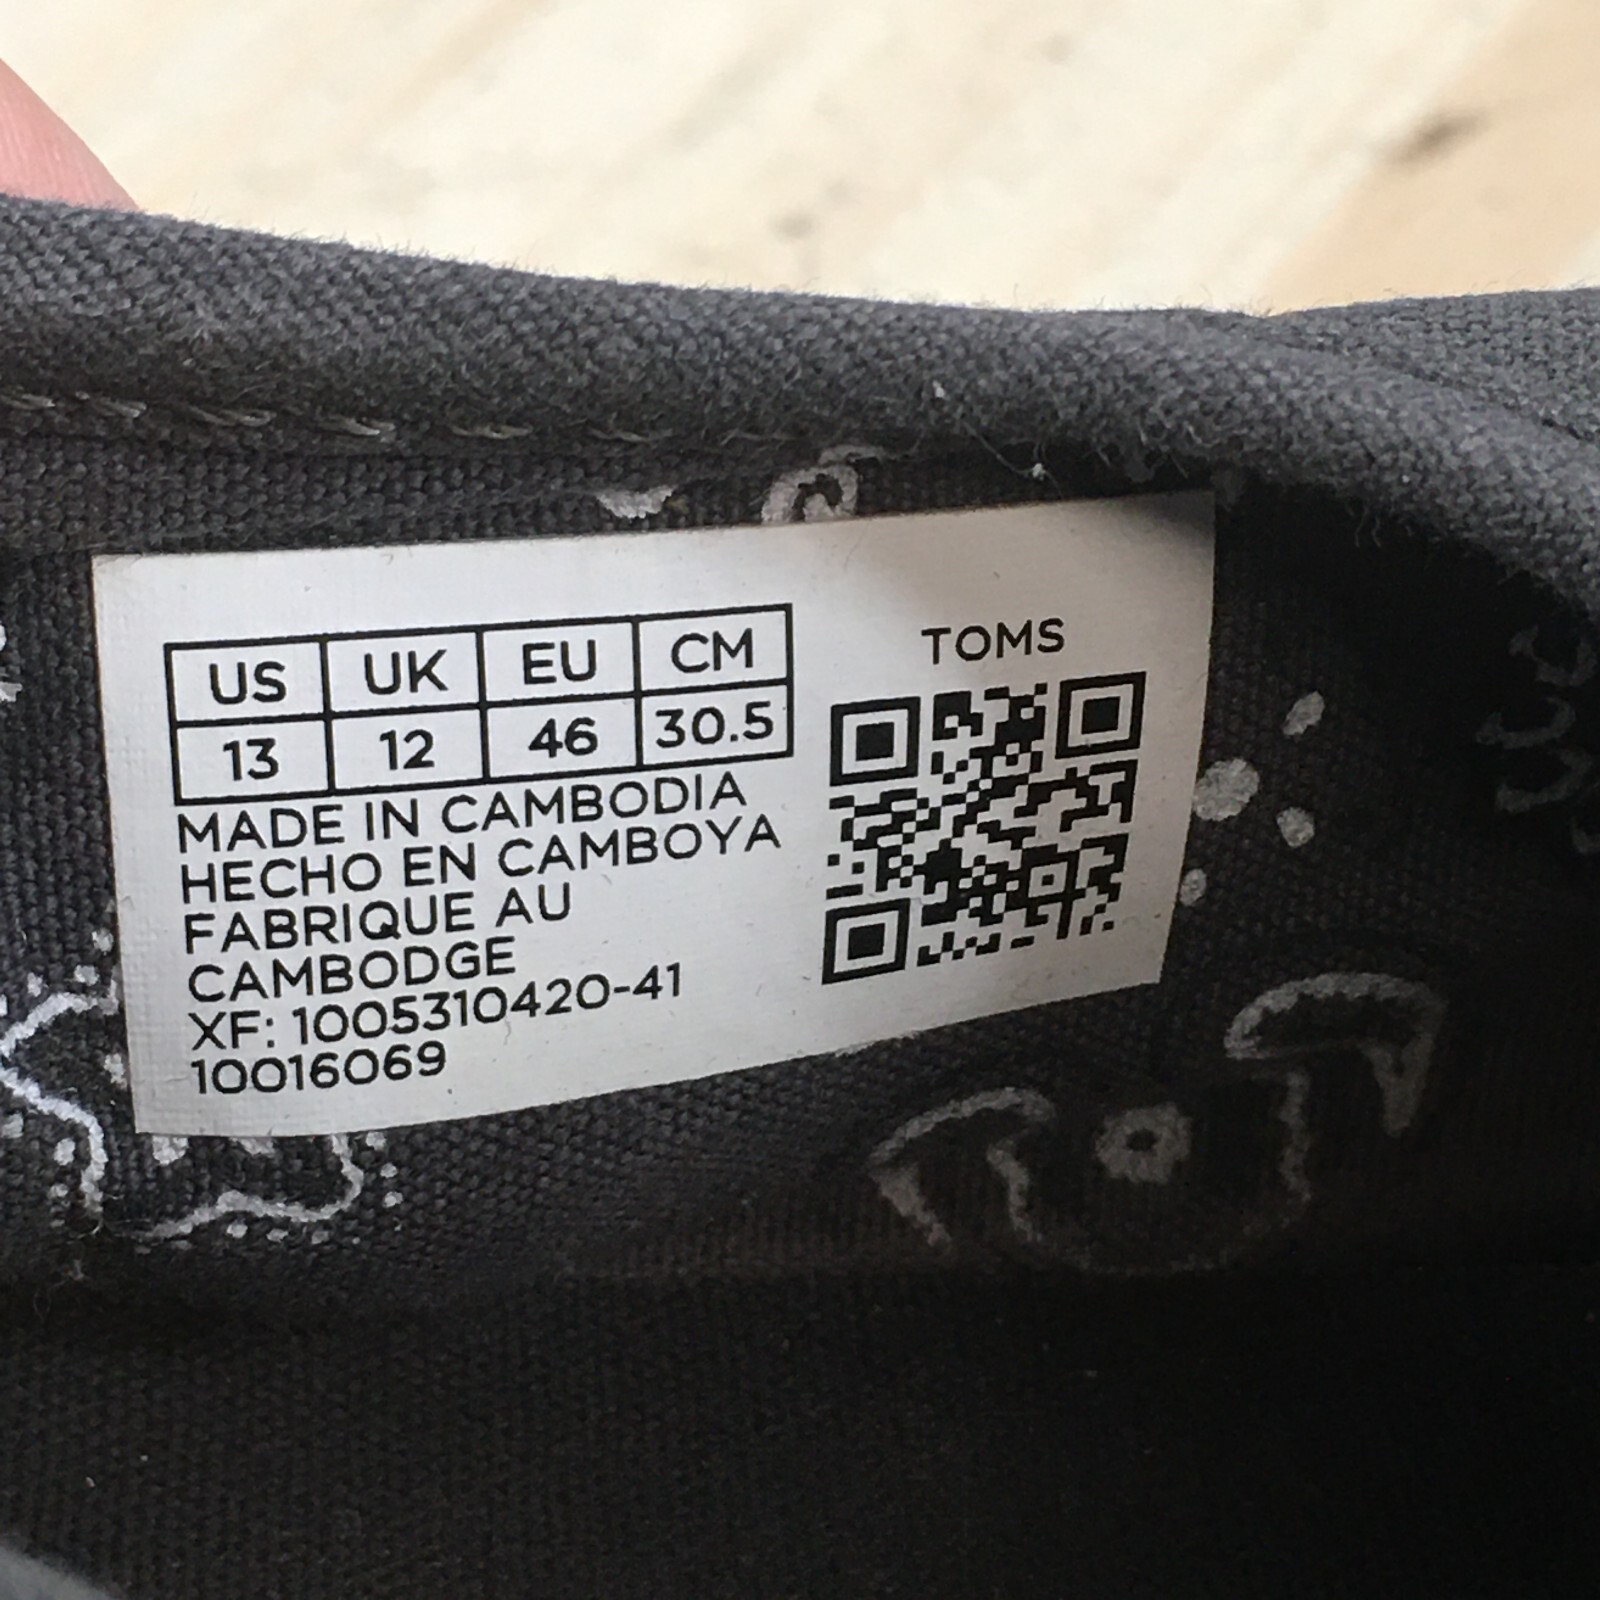 US UK EU CM
13 12 46 30.5
MADE IN CAMBODIA
HECHO EN CAMBOYA
FABRIQUE AU
CAMBODGE
XF: 1005310420-41
10016069
TOMS